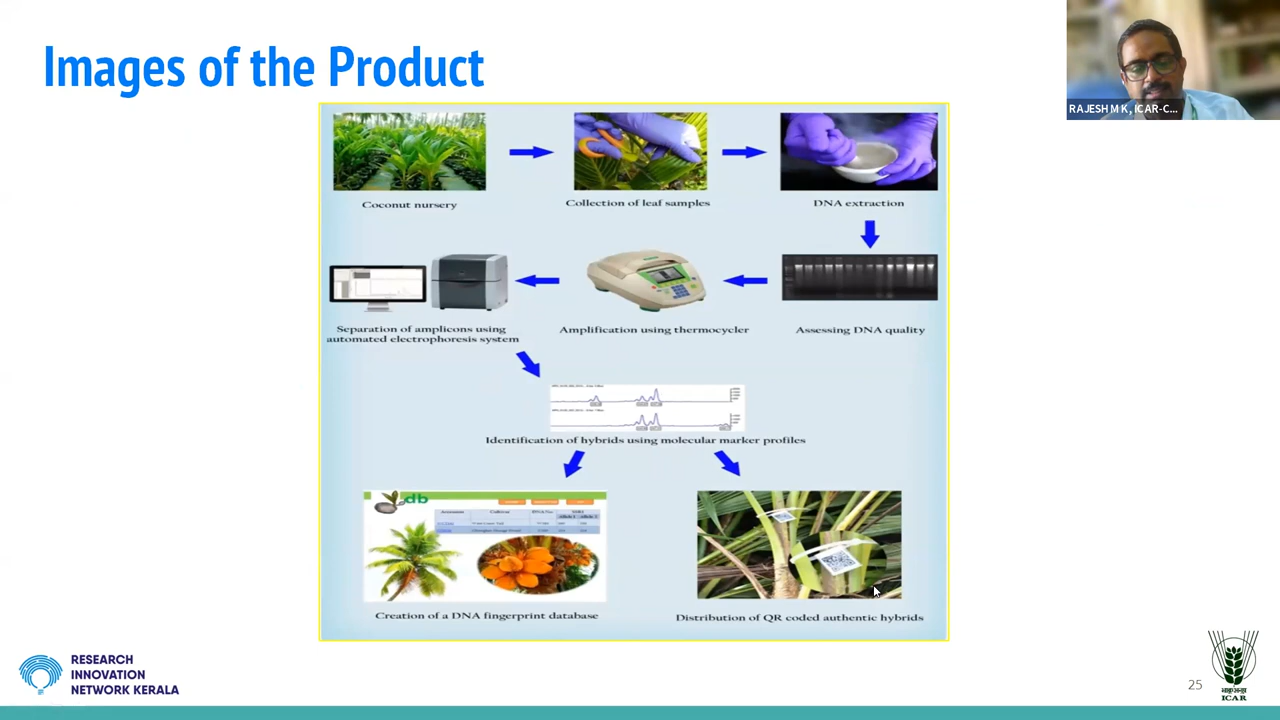 Images of the Product
RAJESH M K, ICAR-C...
Coconut nursery
Collection of leaf samples
DNA extraction
Separation of amplicons using
automated electrophoresis system
Amplification using thermocycler
Assessing DNA quality
Identification of hybrids using molecular marker profiles
db
Creation of a DNA fingerprint database
Distribution of QR coded authentic hybrids
RESEARCH
INNOVATION
NETWORK KERALA
25
भाकृअनुप
ICAR